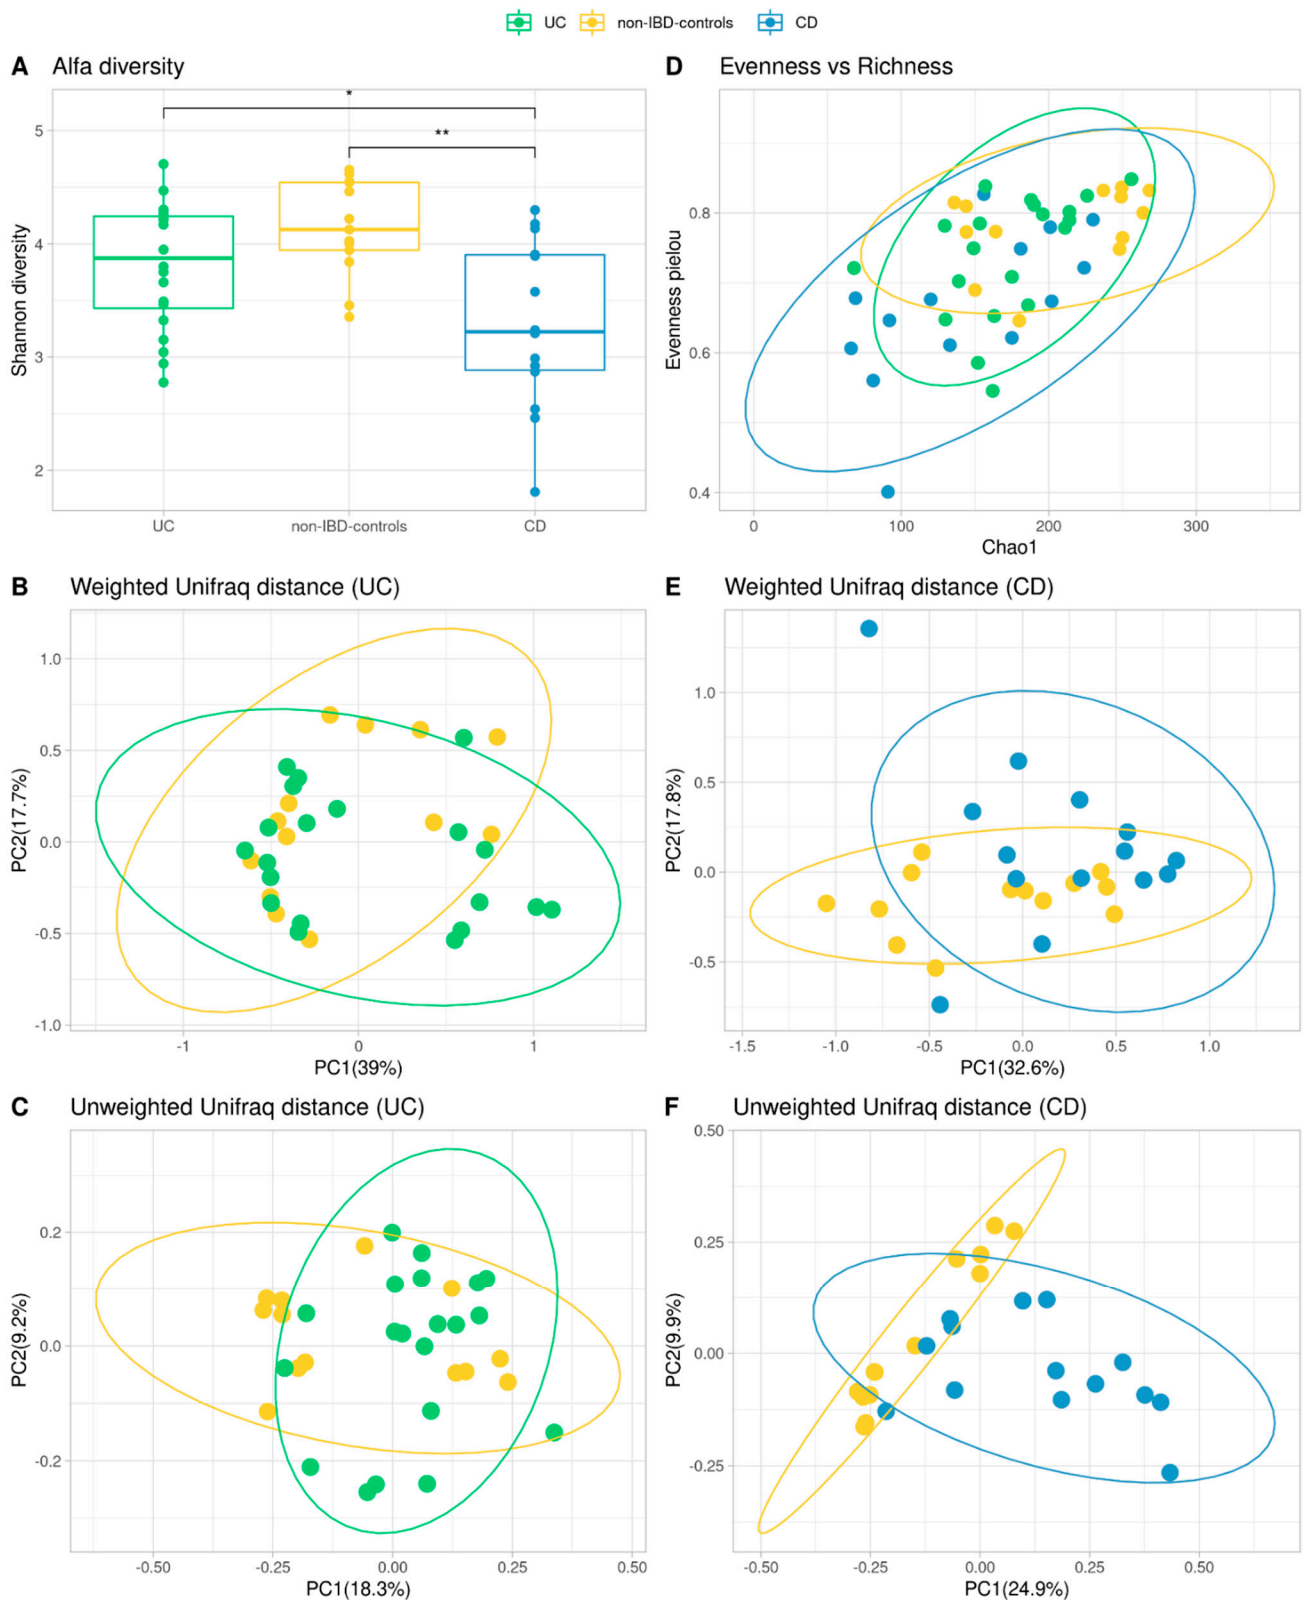 UC non-IBD-controls CD
A Alfa diversity
*
**
5
4
3
2
Shannon diversity
UC non-IBD-controls CD
D Evenness vs Richness
0.8
0.6
0.4
Evenness pielou
0 100 200 300
Chao1
B Weighted Unifraq distance (UC)
1.0
0.5
0.0
-0.5
-1.0
PC2(17.7%)
-1 0 1
PC1(39%)
E Weighted Unifraq distance (CD)
1.0
0.5
0.0
-0.5
PC2(17.8%)
-1.5 -1.0 -0.5 0.0 0.5 1.0
PC1(32.6%)
C Unweighted Unifraq distance (UC)
0.2
0.0
-0.2
PC2(9.2%)
-0.50 -0.25 0.00 0.25 0.50
PC1(18.3%)
F Unweighted Unifraq distance (CD)
0.50
0.25
0.00
-0.25
PC2(9.9%)
-0.50 -0.25 0.00 0.25 0.50
PC1(24.9%)